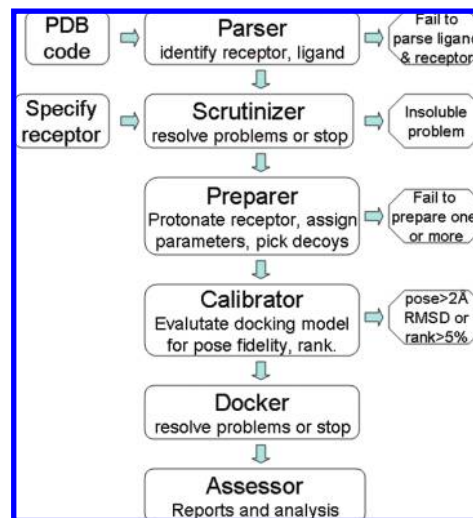 PDB
code
Parser
identify receptor, ligand
Fail to
parse ligand
& receptor
Specify
receptor
Scrutinizer
resolve problems or stop
Insoluble
problem
Preparer
Protonate receptor, assign
parameters, pick decoys
Fail to
prepare one
or more
Calibrator
Evalutate docking model
for pose fidelity, rank.
pose>2Å
RMSD or
rank>5%
Docker
resolve problems or stop
Assessor
Reports and analysis